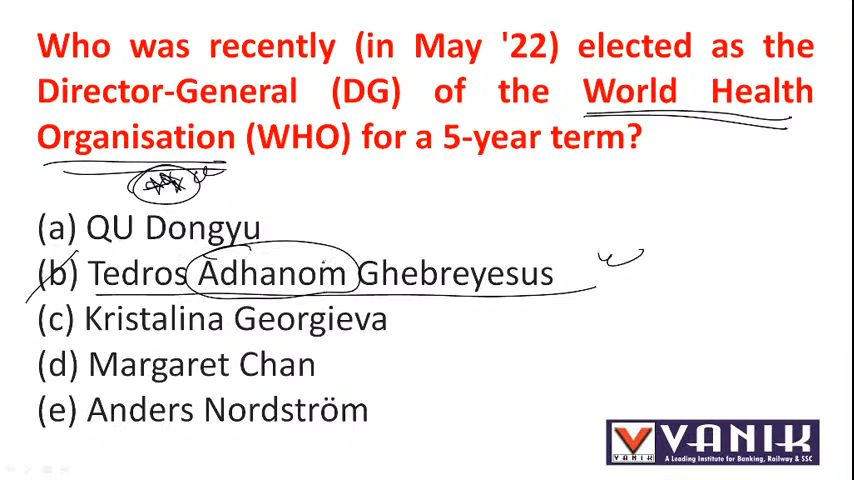 Who was recently (in May '22) elected as the
Director-General (DG) of the World Health
Organisation (WHO) for a 5-year term?
(a) QU Dongyu
(b) Tedros Adhanom Ghebreyesus
(c) Kristalina Georgieva
(d) Margaret Chan
(e) Anders Nordström
VANIK
VANIK
A Leading Institute for Banking, Railway & SSC